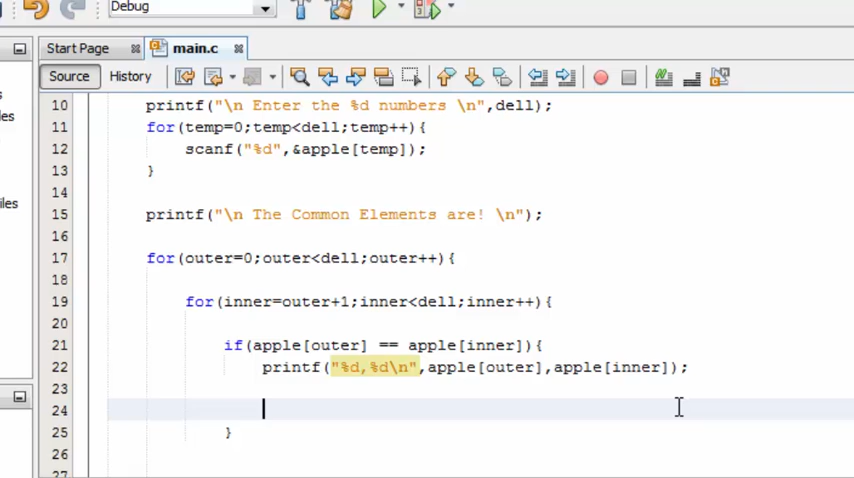 Debug
Start Page main.c
Source History
les
files
10 printf("\n Enter the %d numbers \n",dell);
11 for(temp=0;temp<dell;temp++){
12 scanf("%d",&apple[temp]);
13 }
14
15 printf("\n The Common Elements are! \n");
16
17 for(outer=0;outer<dell;outer++){
18
19 for(inner=outer+1;inner<dell;inner++){
20
21 if(apple[outer] == apple[inner]){
22 printf("%d,%d\n",apple[outer],apple[inner]);
23
24
25 }
26
27